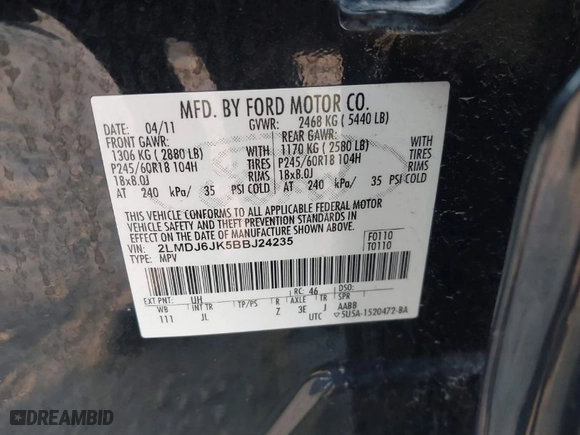 MFD. BY FORD MOTOR CO.
DATE: 04/11 GVWR: 2468 KG ( 5440 LB)
FRONT GAWR: REAR GAWR:
1306 KG ( 2880 LB) WITH 1170 KG ( 2580 LB) WITH
P245/60R18 104H TIRES P245/60R18 104H TIRES
18x8.0J RIMS 18x8.0J RIMS
AT 240 kPa/ 35 PSI COLD AT 240 kPa/ 35 PSI COLD
THIS VEHICLE CONFORMS TO ALL APPLICABLE FEDERAL MOTOR
VEHICLE SAFETY AND THEFT PREVENTION STANDARDS IN
EFFECT ON THE DATE OF MANUFACTURE SHOWN ABOVE.
VIN: 2LMDJ6JK5BBJ24235 F0110
TYPE: MPV T0110
EXT PNT: UH RC: 46 DSO:
WB INT TR TP/PS R AXLE TR SPR
111 JL Z 3E J AABB
UTC 5U5A-1520472-BA
DREAMBID